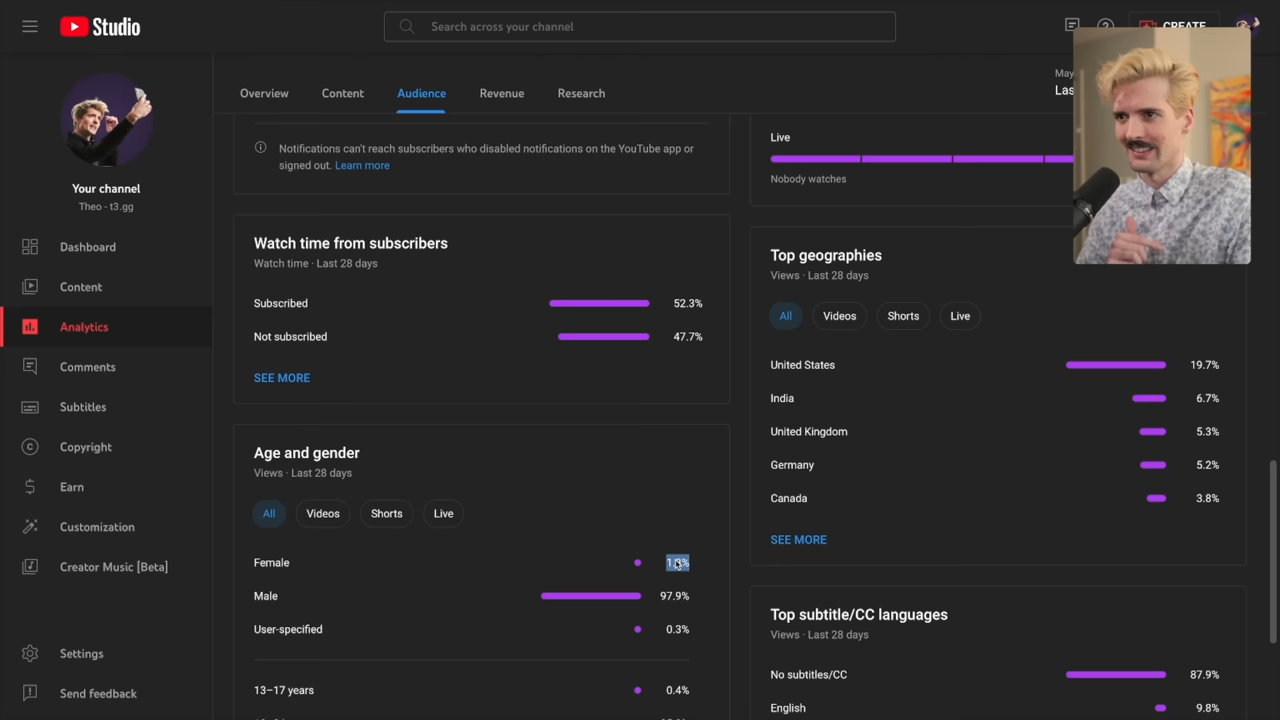 Studio
Search across your channel
CREATE
Your channel
Theo - t3.gg
Dashboard
Content
Analytics
Comments
Subtitles
Copyright
Earn
Customization
Creator Music [Beta]
Settings
Send feedback
Overview
Content
Audience
Revenue
Research
May
Las
Notifications can't reach subscribers who disabled notifications on the YouTube app or
signed out. Learn more
Watch time from subscribers
Watch time · Last 28 days
Subscribed 52.3%
Not subscribed 47.7%
SEE MORE
Age and gender
Views · Last 28 days
All Videos Shorts Live
Female
Male 97.9%
User-specified 0.3%
13–17 years 0.4%
Live
Nobody watches
Top geographies
Views · Last 28 days
All Videos Shorts Live
United States 19.7%
India 6.7%
United Kingdom 5.3%
Germany 5.2%
Canada 3.8%
SEE MORE
Top subtitle/CC languages
Views · Last 28 days
No subtitles/CC 87.9%
English 9.8%